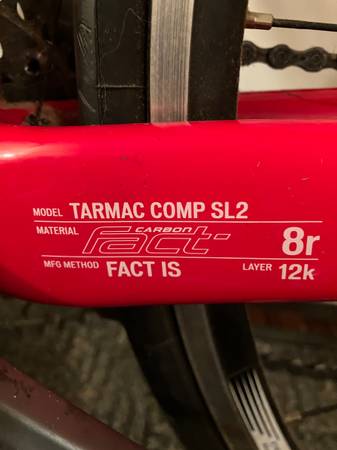 MODEL TARMAC COMP SL2
MATERIAL CARBON fact 8r
MFG METHOD FACT IS LAYER 12k